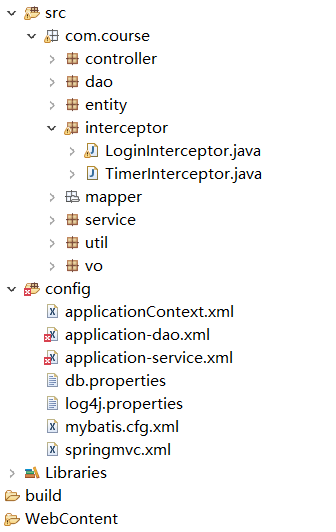 src
com.course
controller
dao
entity
interceptor
LoginInterceptor.java
TimerInterceptor.java
mapper
service
util
vo
config
applicationContext.xml
application-dao.xml
application-service.xml
db.properties
log4j.properties
mybatis.cfg.xml
springmvc.xml
Libraries
build
WebContent